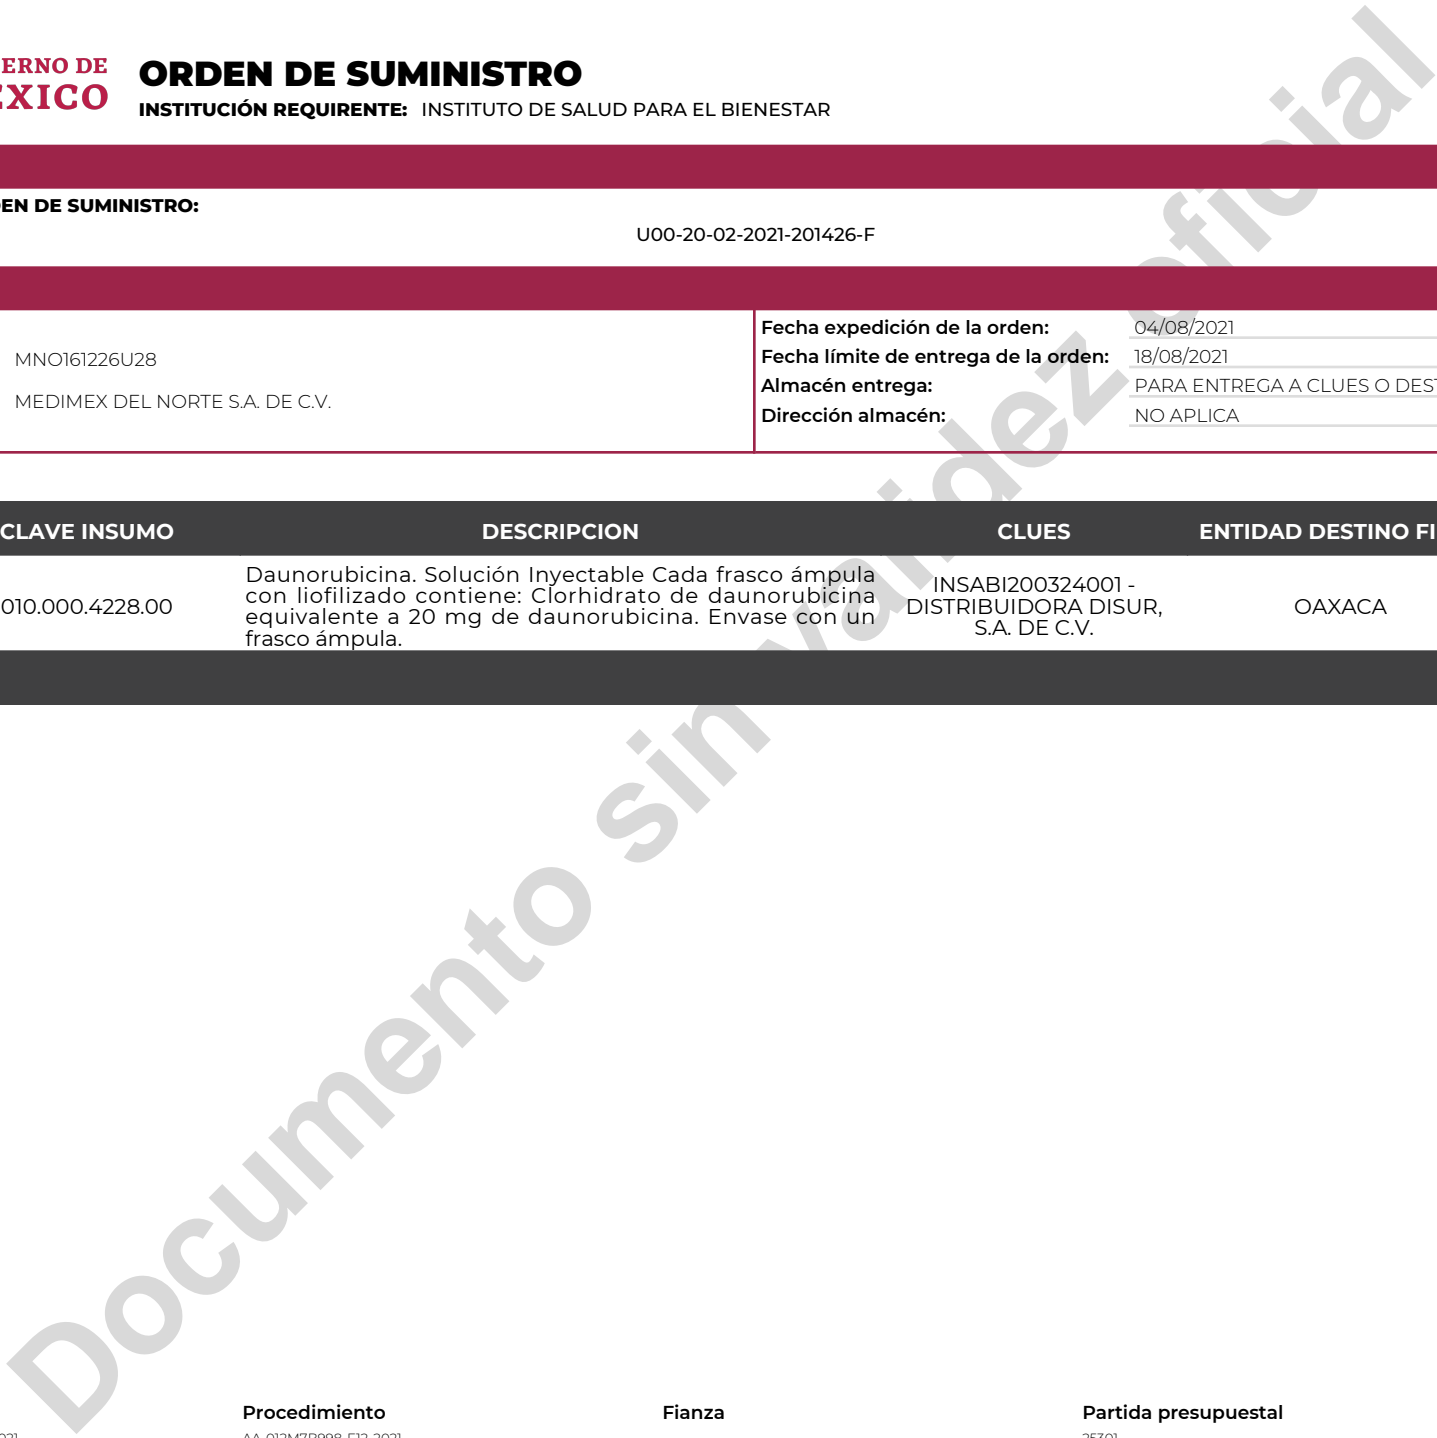 ERNO DE
EXICO
ORDEN DE SUMINISTRO
INSTITUCIÓN REQUIRENTE: INSTITUTO DE SALUD PARA EL BIENESTAR
EN DE SUMINISTRO:
U00-20-02-2021-201426-F
MNO161226U28
MEDIMEX DEL NORTE S.A. DE C.V.
Fecha expedición de la orden: 04/08/2021
Fecha límite de entrega de la orden: 18/08/2021
Almacén entrega: PARA ENTREGA A CLUES O DEST
Dirección almacén: NO APLICA
CLAVE INSUMO DESCRIPCION CLUES ENTIDAD DESTINO FI
010.000.4228.00
Daunorubicina. Solución Inyectable Cada frasco ámpula
con liofilizado contiene: Clorhidrato de daunorubicina
equivalente a 20 mg de daunorubicina. Envase con un
frasco ámpula.
INSABI200324001 -
DISTRIBUIDORA DISUR,
S.A. DE C.V.
OAXACA
Documento sin validez oficial
Procedimiento Fianza Partida presupuestal